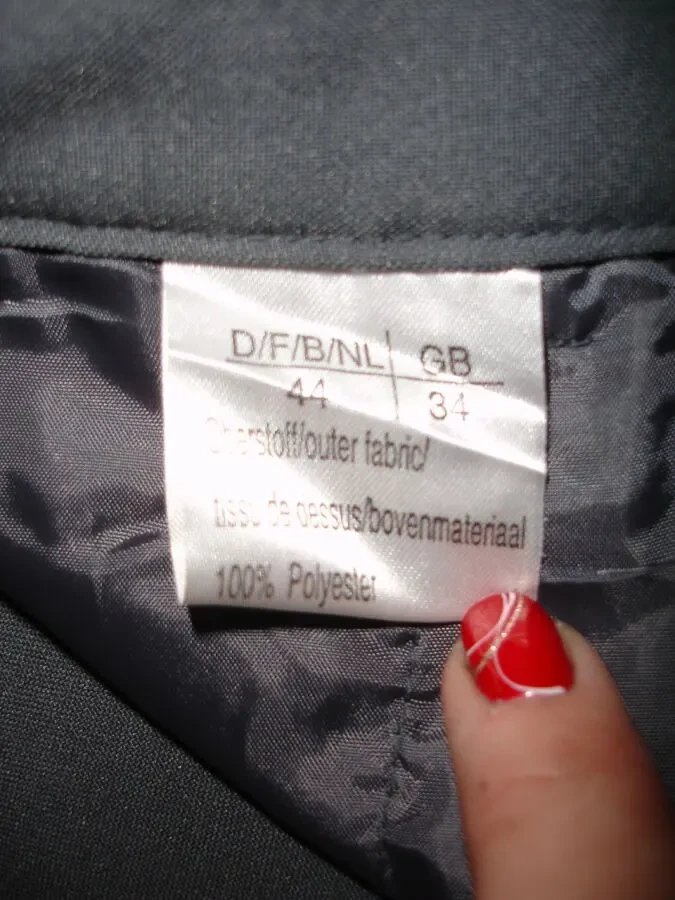 D/F/B/NL GB
44 34
Oberstoff/outer fabric/
tissu de dessus/bovenmateriaal
100% Polyester